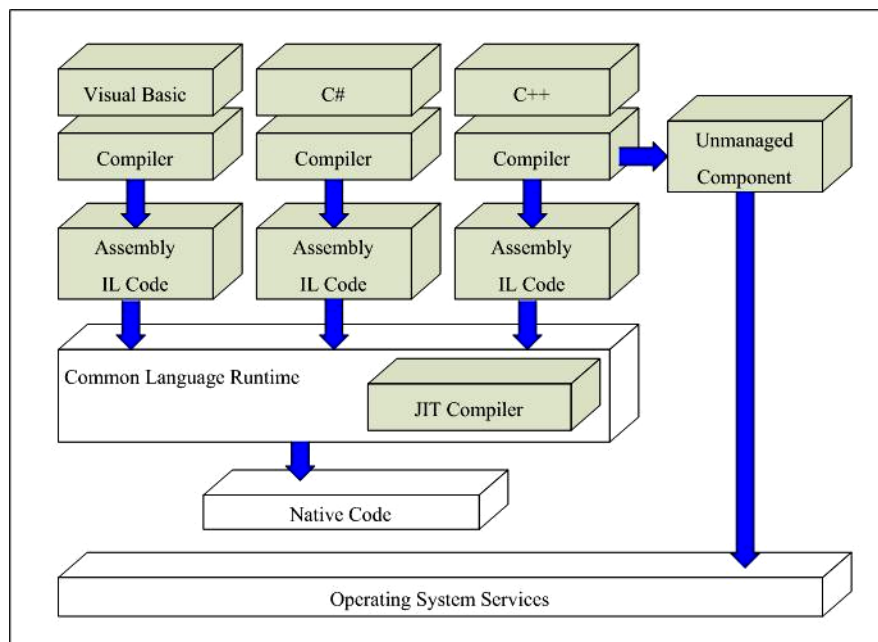 Visual Basic
C#
C++
Compiler
Compiler
Compiler
Unmanaged
Component
Assembly
IL Code
Assembly
IL Code
Assembly
IL Code
Common Language Runtime
JIT Compiler
Native Code
Operating System Services